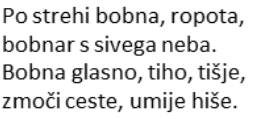 Po strehi bobna, ropota,
bobnar s sivega neba.
Bobna glasno, tiho, tišje,
zmoči ceste, umije hiše.